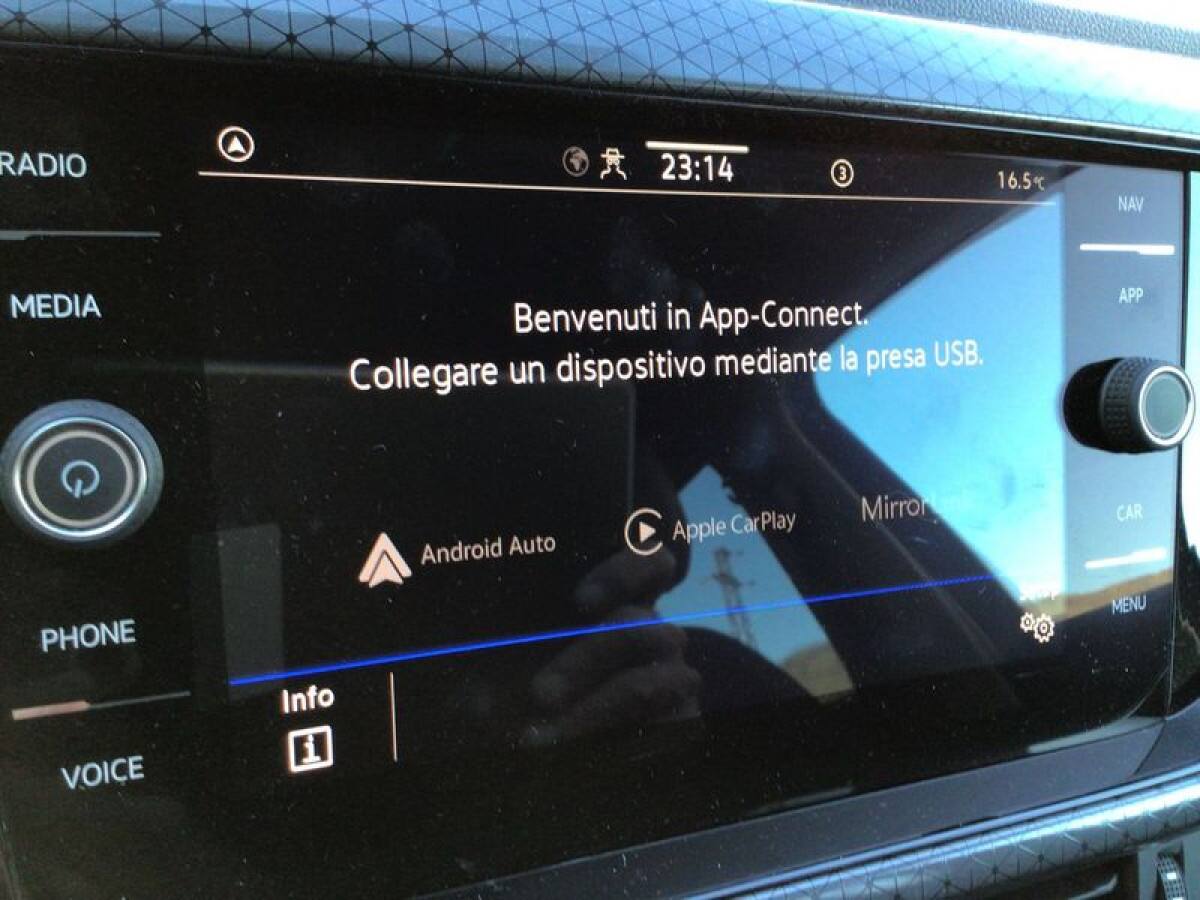 RADIO
23:14
3
16.5°C
NAV
MEDIA
APP
Benvenuti in App-Connect.
Collegare un dispositivo mediante la presa USB.
Android Auto
Apple CarPlay
CAR
PHONE
MENU
Info
VOICE